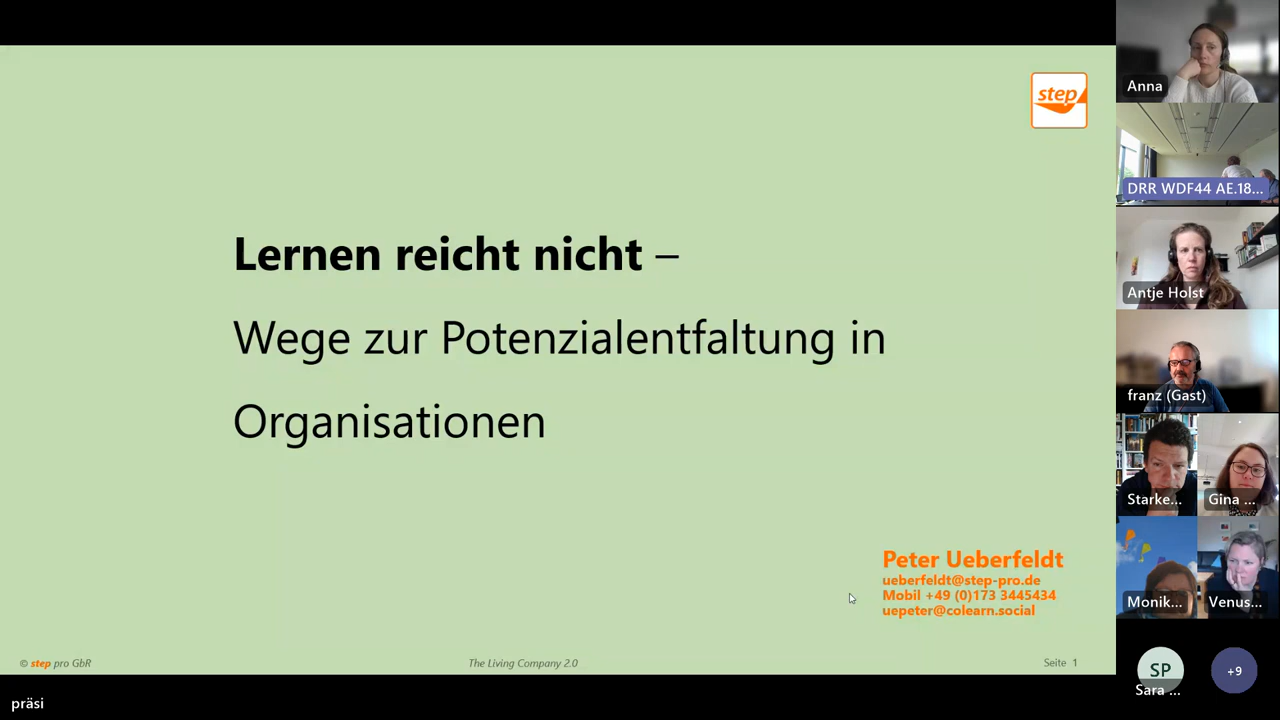 step
Lernen reicht nicht –
Wege zur Potenzialentfaltung in
Organisationen
Peter Ueberfeldt
ueberfeldt@step-pro.de
Mobil +49 (0)173 3445434
uepeter@colearn.social
© step pro GbR
The Living Company 2.0
Seite 1
präsi
Anna
DRR WDF44 AE.18...
Antje Holst
franz (Gast)
Starke...
Gina ...
Monik...
Venus...
SP
Sara ...
+9